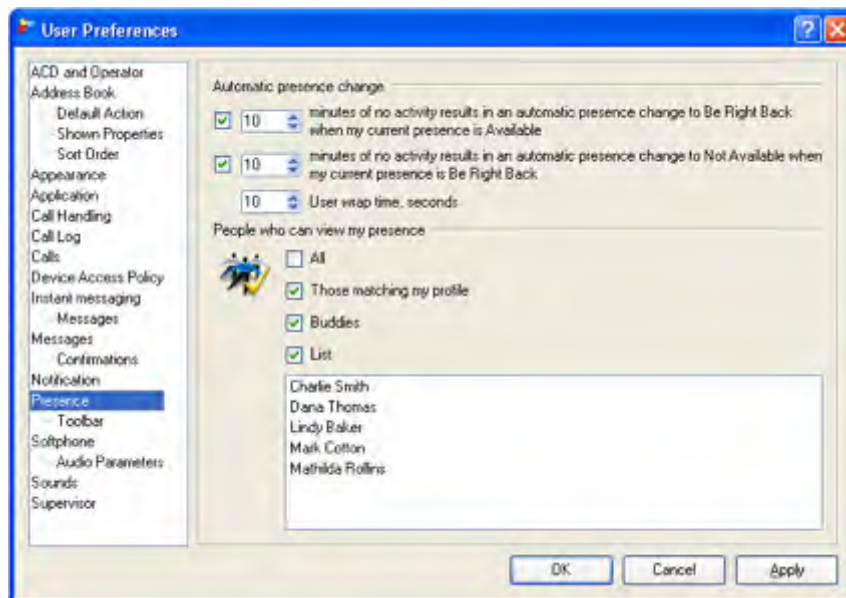 User Preferences
ACD and Operator
Address Book
Default Action
Shown Properties
Sort Order
Appearance
Application
Call Handling
Call Log
Calls
Device Access Policy
Instant messaging
Messages
Messages
Confirmations
Notification
Presence
Toolbar
Softphone
Audio Parameters
Sounds
Supervisor
Automatic presence change
10 minutes of no activity results in an automatic presence change to Be Right Back
when my current presence is Available
10 minutes of no activity results in an automatic presence change to Not Available when
my current presence is Be Right Back
10 User wrap time, seconds
People who can view my presence
All
Those matching my profile
Buddies
List
Charlie Smith
Dana Thomas
Lindy Baker
Mark Cotton
Mathilda Rollins
OK Cancel Apply